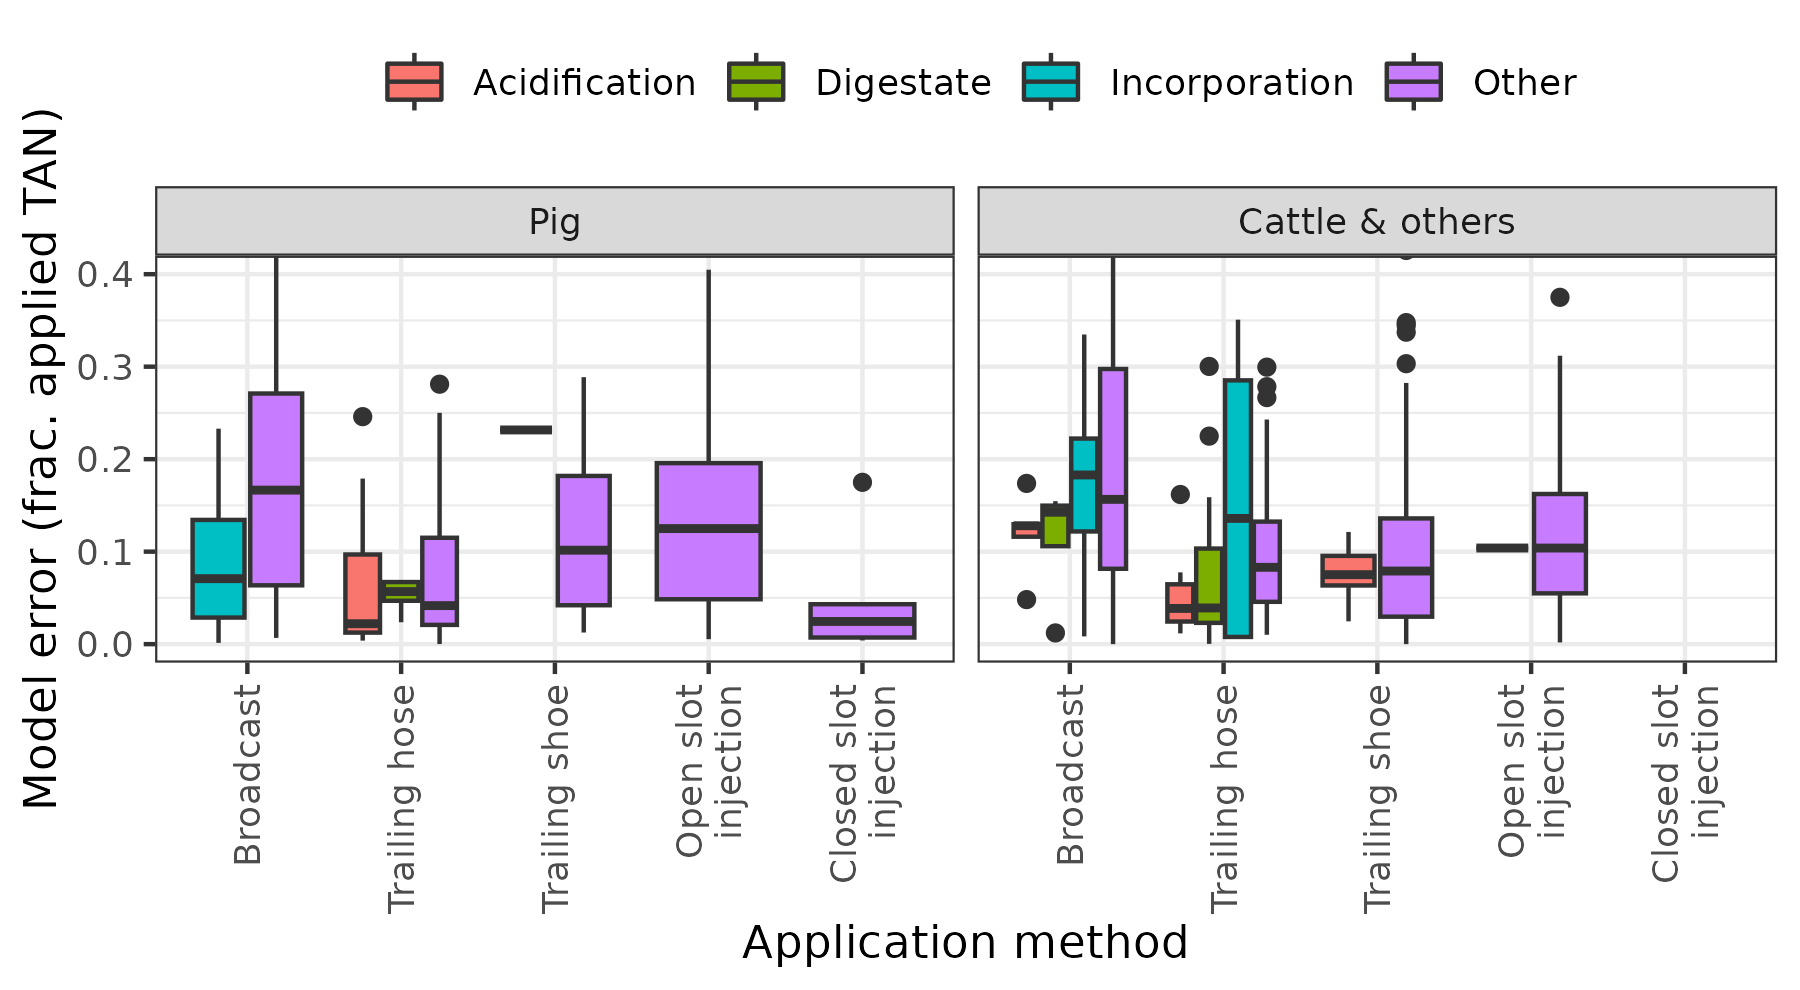 Acidification Digestate Incorporation Other
Pig Cattle & others
Model error (frac. applied TAN)
0.4
0.3
0.2
0.1
0.0
Broadcast
Trailing hose
Trailing shoe
Open slot
injection
Closed slot
injection
Broadcast
Trailing hose
Trailing shoe
Open slot
injection
Closed slot
injection
Application method